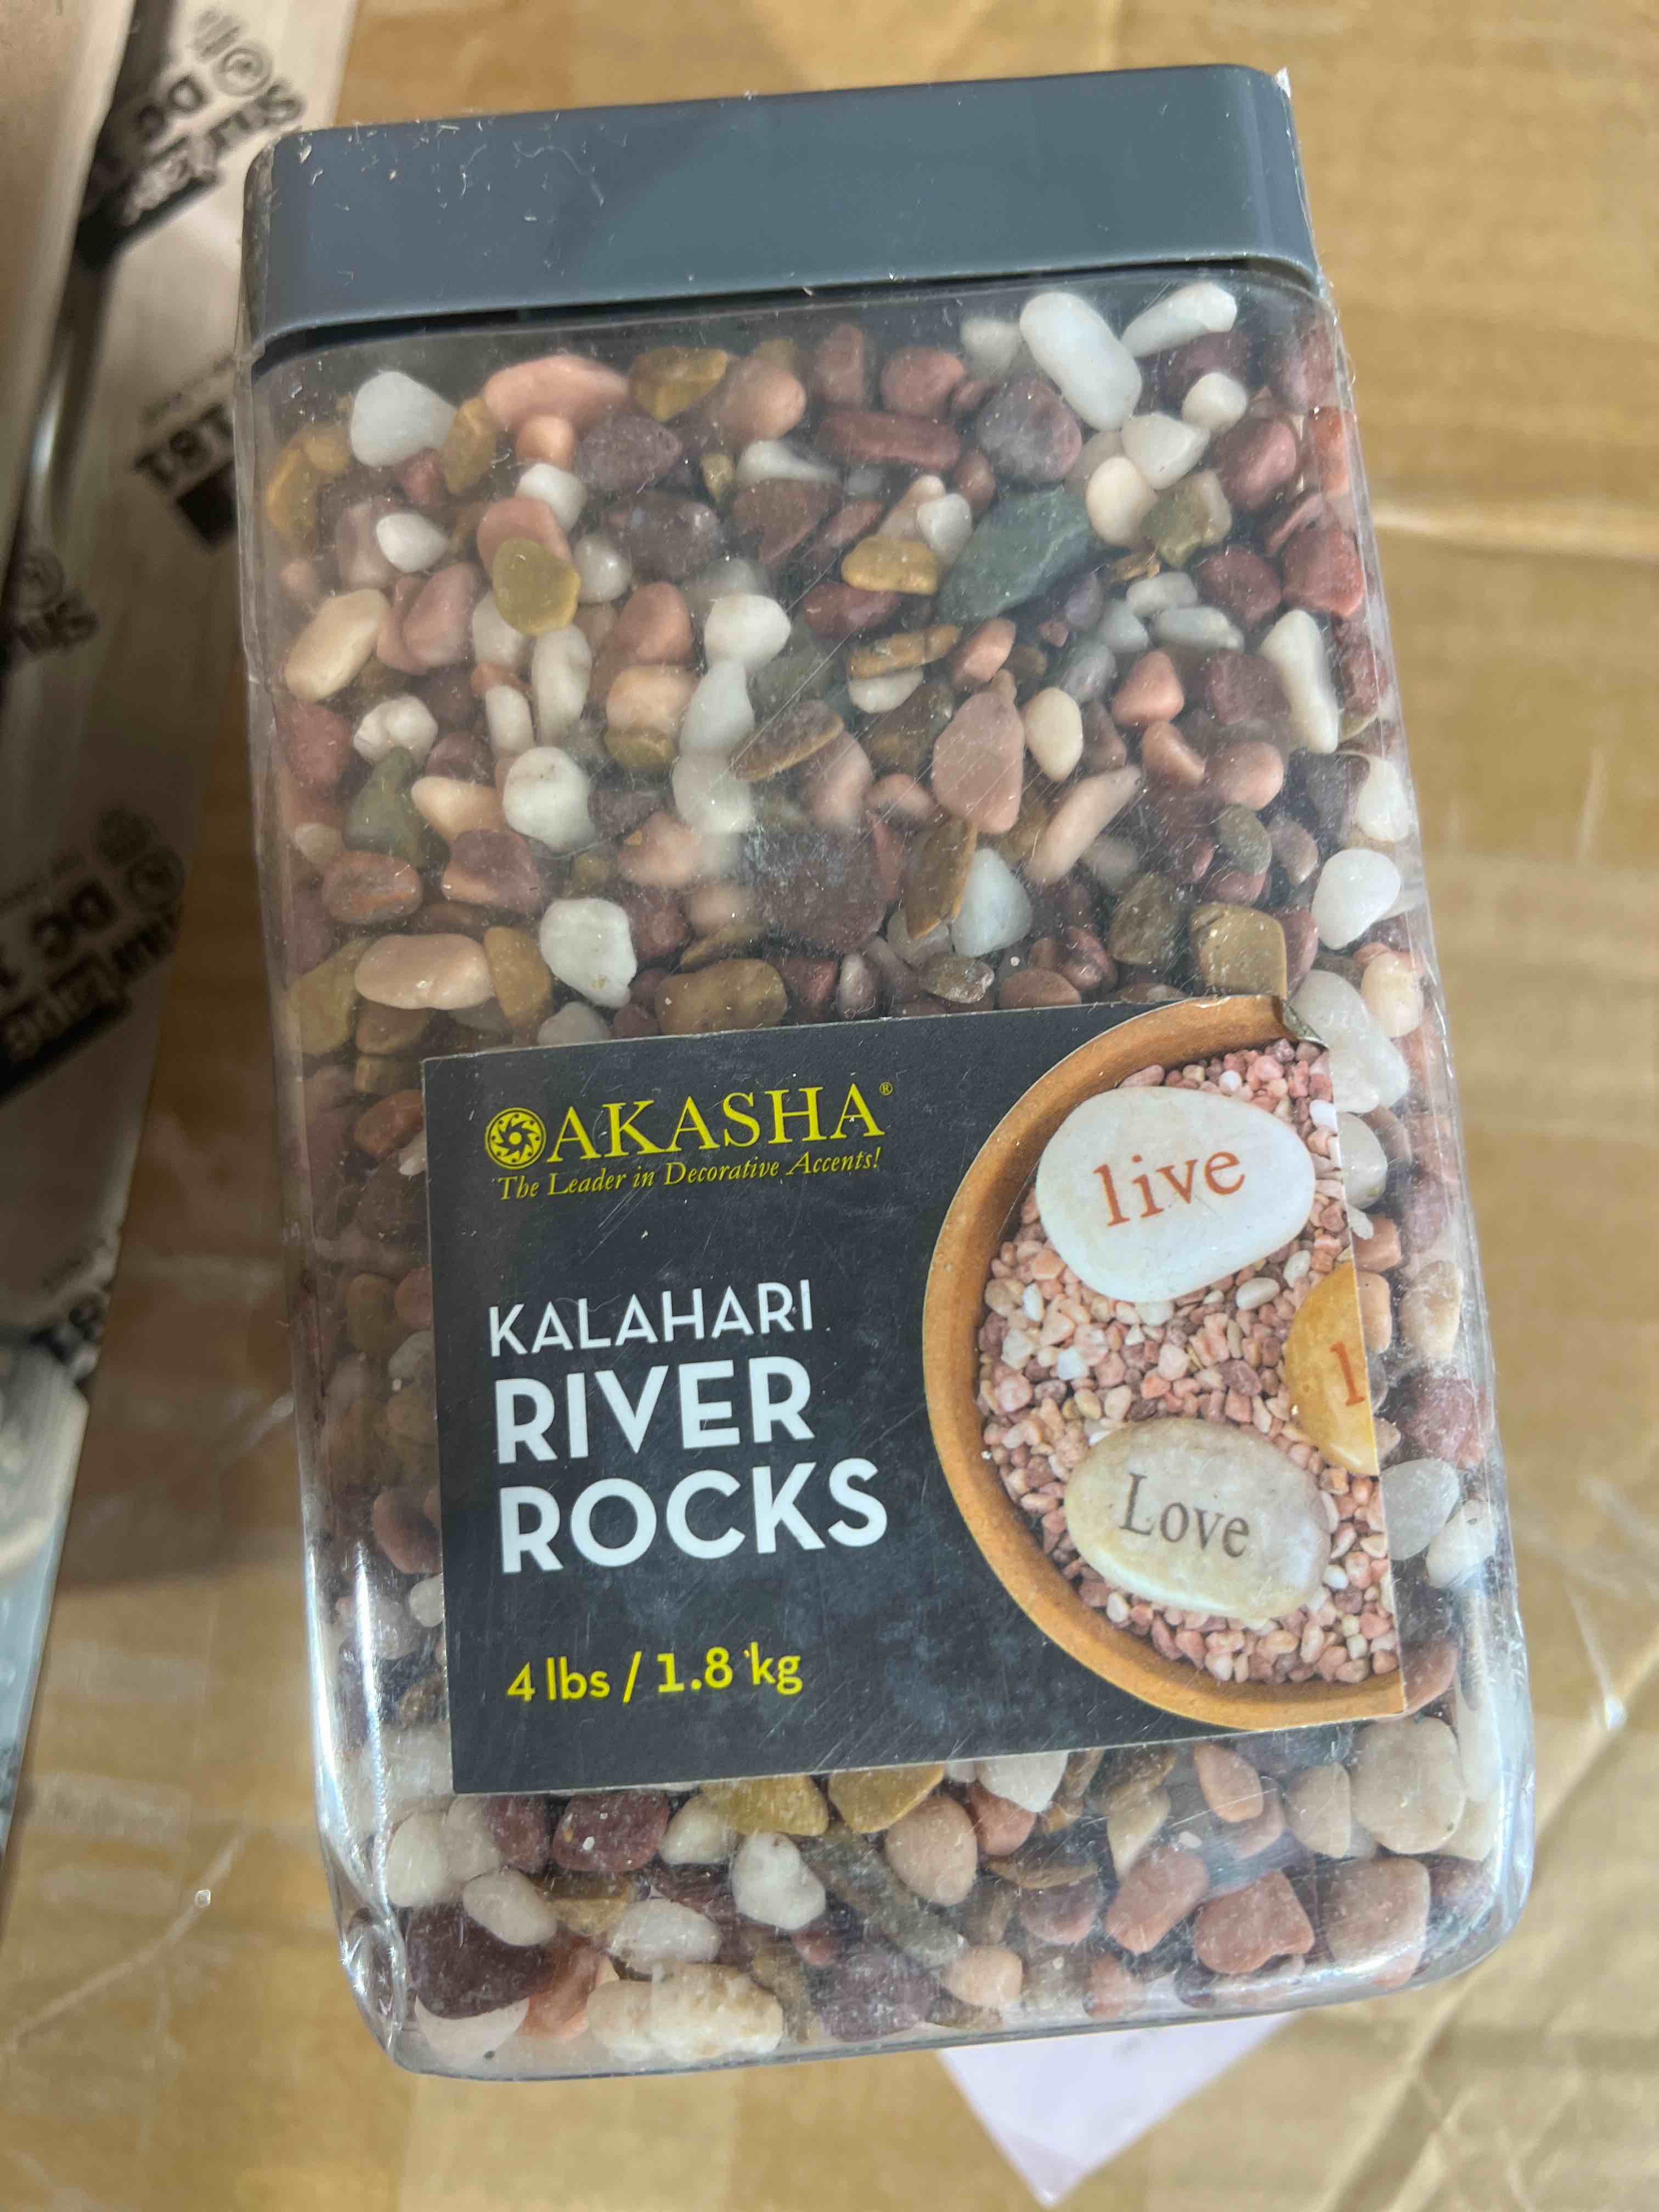 AKASHA®
The Leader in Decorative Accents!
KALAHARI
RIVER
ROCKS
4 lbs / 1.8 kg
live
l
Love